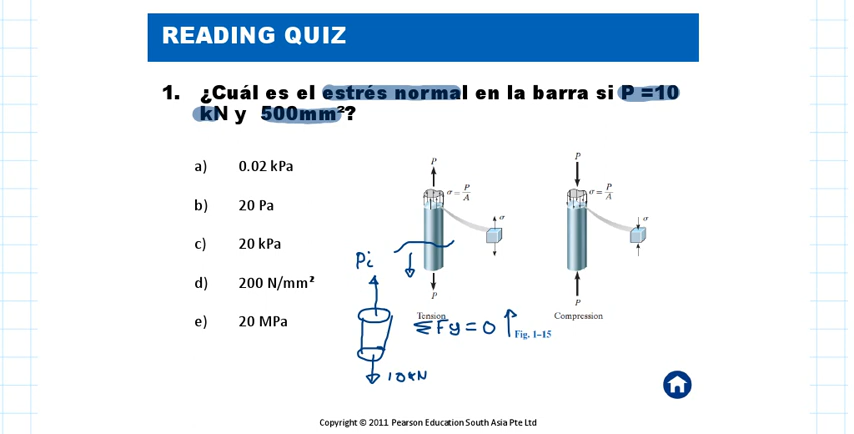 READING QUIZ
1. ¿Cuál es el estrés normal en la barra si P =10
kN y 500mm²?
a) 0.02 kPa
b) 20 Pa
c) 20 kPa
d) 200 N/mm²
e) 20 MPa
P
σ = P/A
σ
P
Tension
P
σ = P/A
σ
P
Compression
Fig. 1–15
Pi
ΣFy = 0
10kN
Copyright © 2011 Pearson Education South Asia Pte Ltd